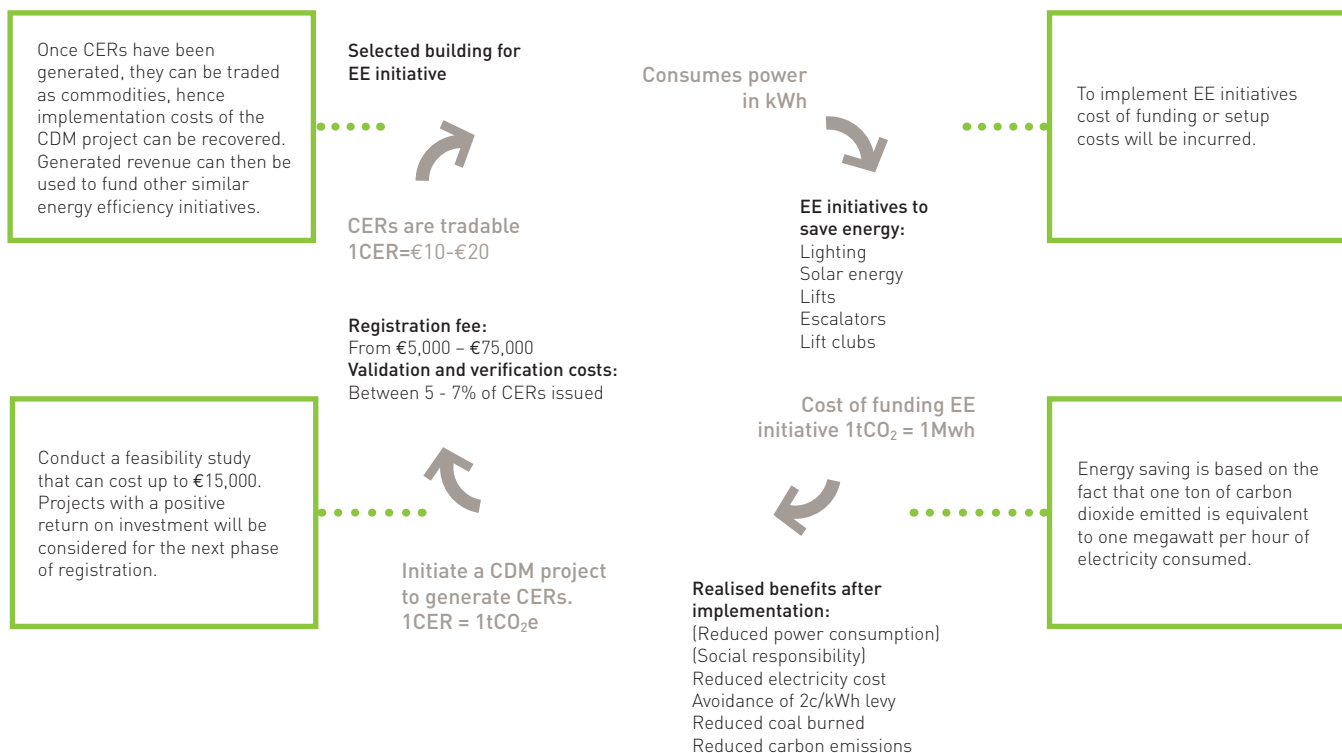 Once CERs have been
generated, they can be traded
as commodities, hence
implementation costs of the
CDM project can be recovered.
Generated revenue can then be
used to fund other similar
energy efficiency initiatives.
Selected building for
EE initiative
Consumes power
in kWh
To implement EE initiatives
cost of funding or setup
costs will be incurred.
CERs are tradable
1CER=€10-€20
EE initiatives to
save energy:
Lighting
Solar energy
Lifts
Escalators
Lift clubs
Registration fee:
From €5,000 – €75,000
Validation and verification costs:
Between 5 - 7% of CERs issued
Cost of funding EE
initiative 1tCO₂ = 1Mwh
Conduct a feasibility study
that can cost up to €15,000.
Projects with a positive
return on investment will be
considered for the next phase
of registration.
Energy saving is based on the
fact that one ton of carbon
dioxide emitted is equivalent
to one megawatt per hour of
electricity consumed.
Initiate a CDM project
to generate CERs.
1CER = 1tCO₂e
Realised benefits after
implementation:
(Reduced power consumption)
(Social responsibility)
Reduced electricity cost
Avoidance of 2c/kWh levy
Reduced coal burned
Reduced carbon emissions